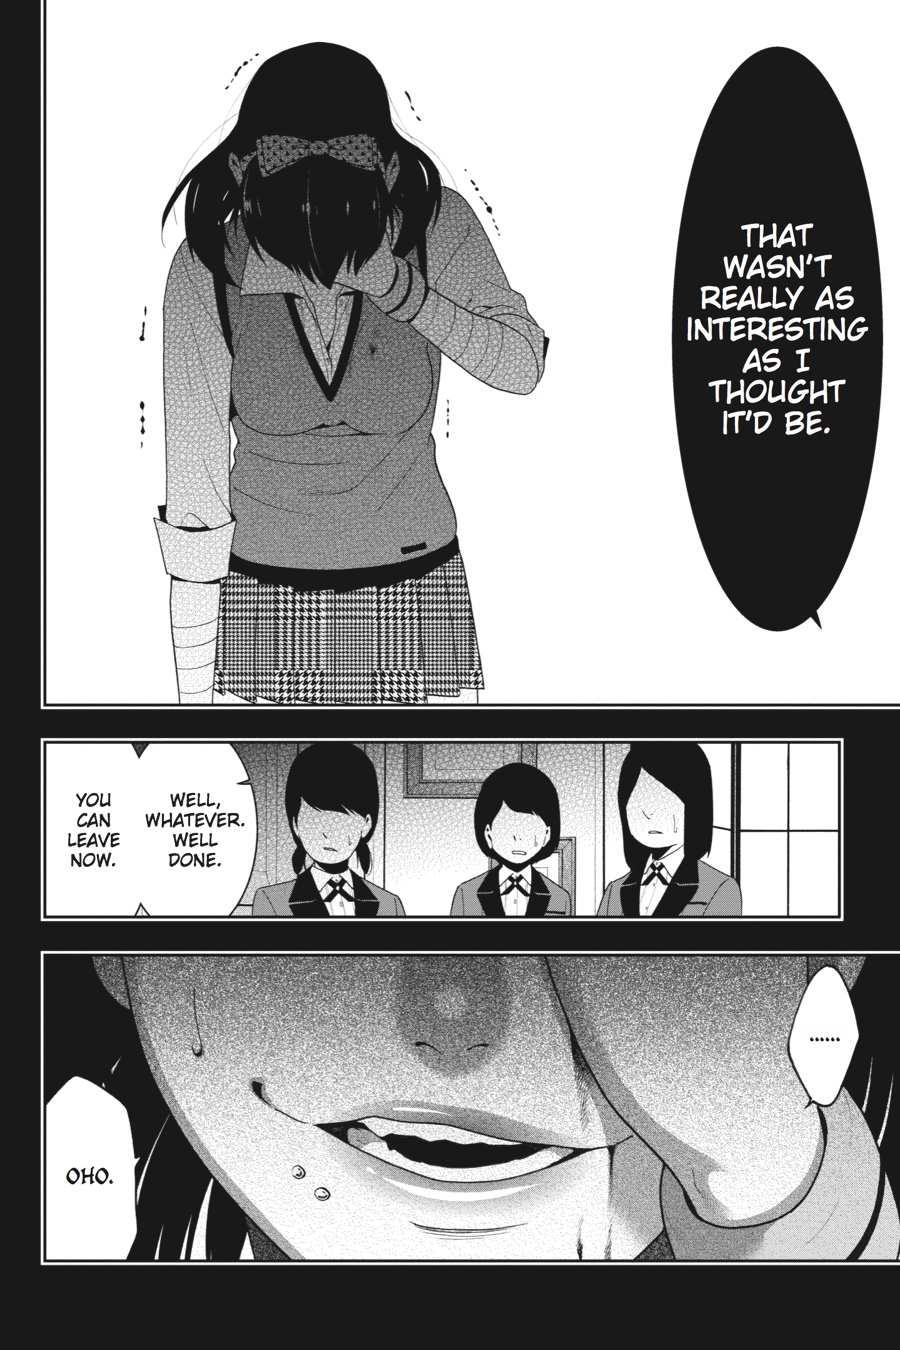 THAT
WASN'T
REALLY AS
INTERESTING
AS I
THOUGHT
IT'D BE.
WELL,
WHATEVER.
WELL
DONE.
YOU
CAN
LEAVE
NOW.
......
OHO.